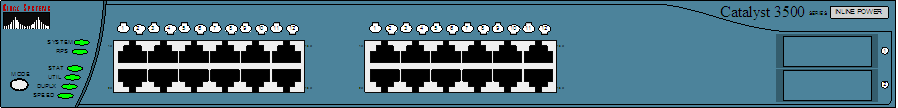 Cisco Systems
Catalyst 3500 SERIES INLINE POWER
SYSTEM
RPS
STAT
UTIL
DUPLX
SPEED
MODE